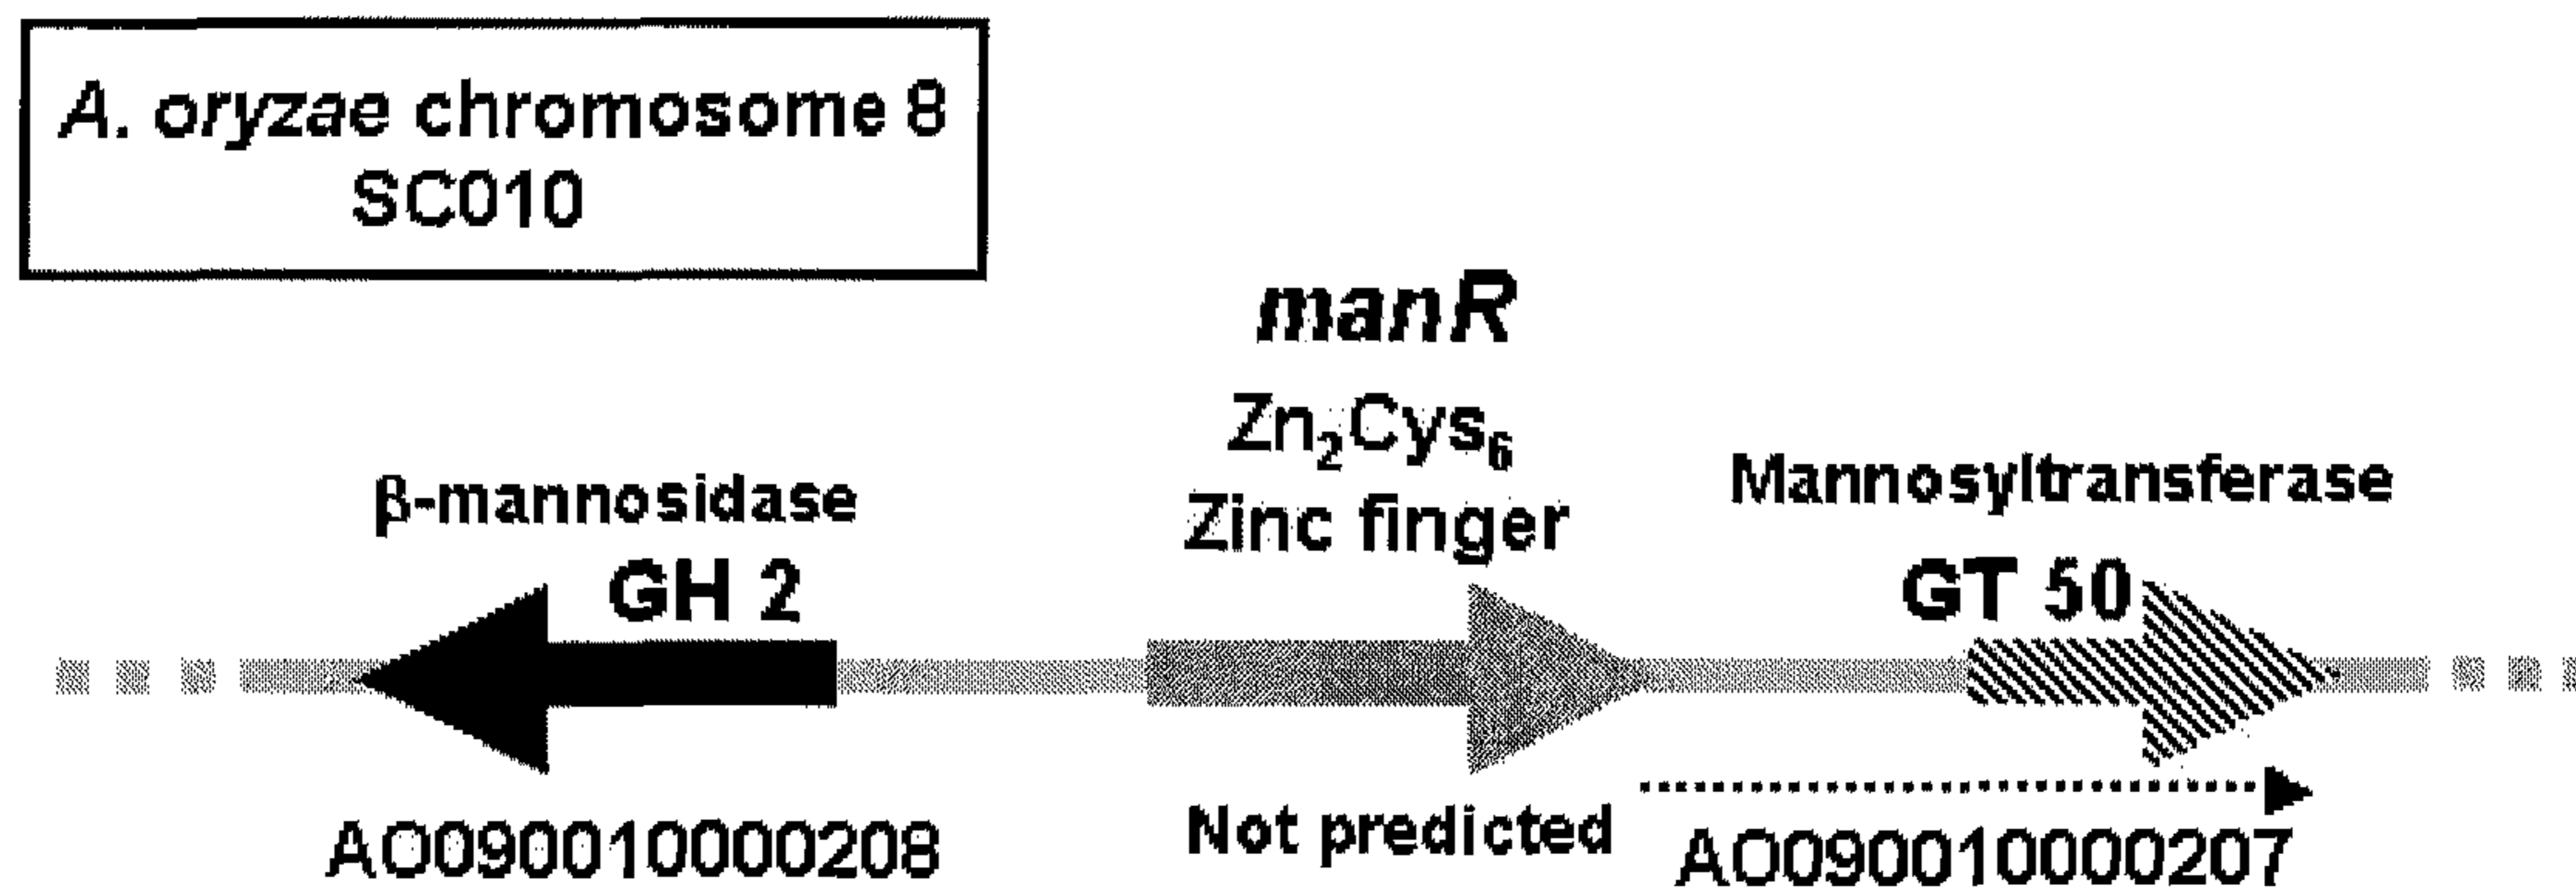 A. oryzae chromosome 8
SC010
manR
Zn₂Cys₆
Zinc finger
β-mannosidase
GH 2
Mannosyltransferase
GT 50
AO090010000208
Not predicted
AO090010000207